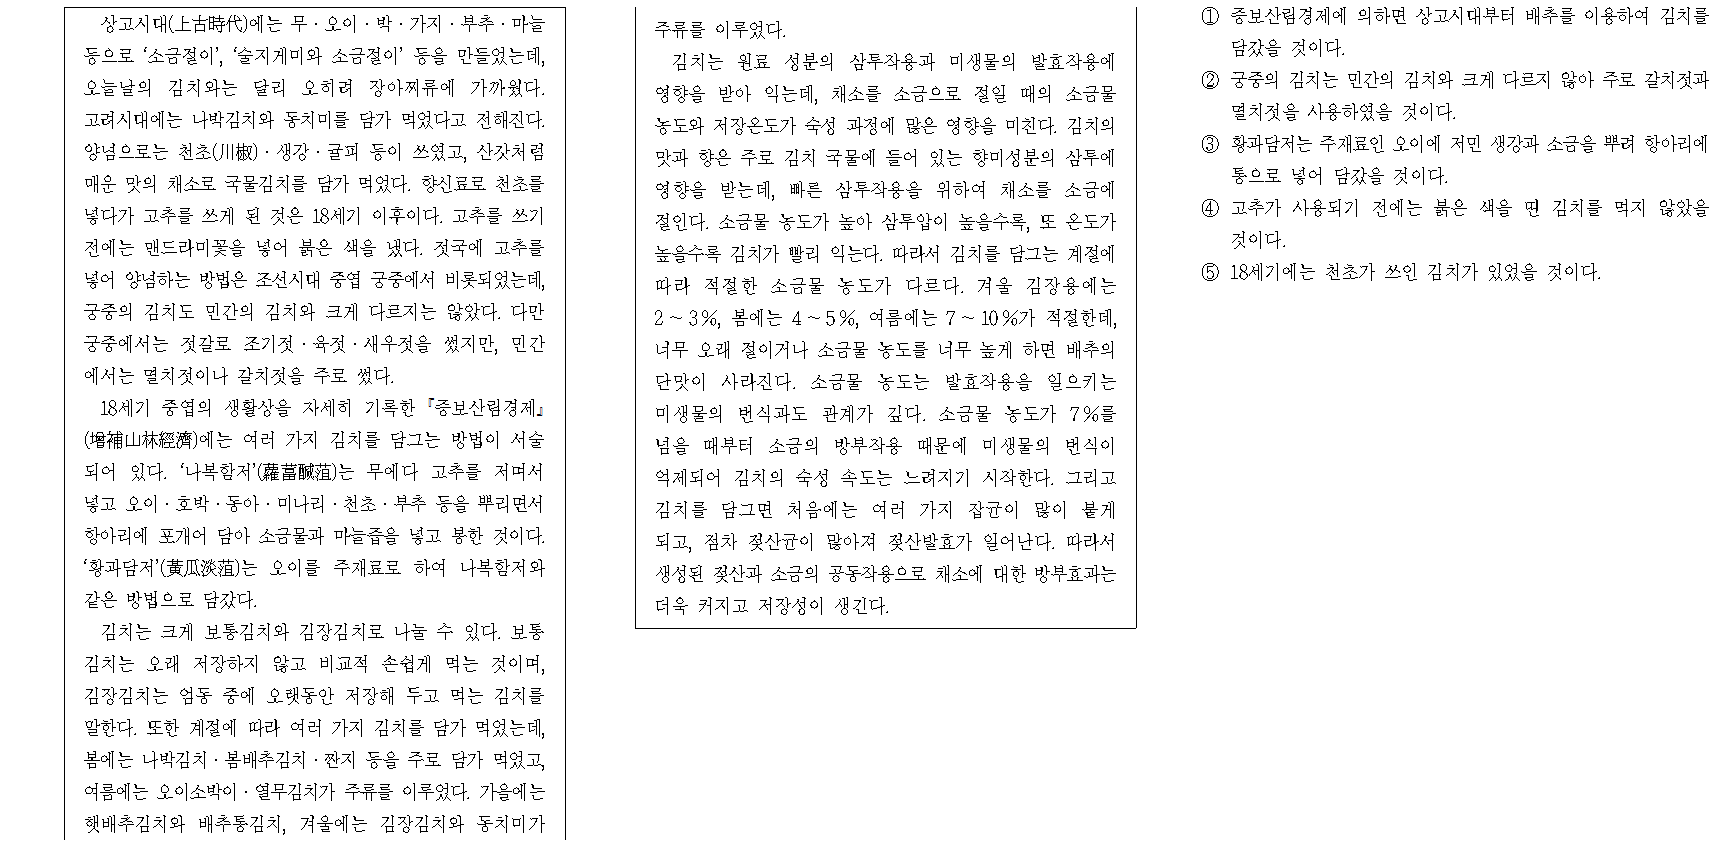 상고시대(上古時代)에는 무 · 오이 · 박 · 가지 · 부추 · 마늘
등으로 ‘소금절이’, ‘술지게미와 소금절이’ 등을 만들었는데,
오늘날의 김치와는 달리 오히려 장아찌류에 가까웠다.
고려시대에는 나박김치와 동치미를 담가 먹었다고 전해진다.
양념으로는 천초(川椒) · 생강 · 귤피 등이 쓰였고, 산갓처럼
매운 맛의 채소로 국물김치를 담가 먹었다. 향신료로 천초를
넣다가 고추를 쓰게 된 것은 18세기 이후이다. 고추를 쓰기
전에는 맨드라미꽃을 넣어 붉은 색을 냈다. 젓국에 고추를
넣어 양념하는 방법은 조선시대 중엽 궁중에서 비롯되었는데,
궁중의 김치도 민간의 김치와 크게 다르지는 않았다. 다만
궁중에서는 젓갈로 조기젓 · 육젓 · 새우젓을 썼지만, 민간
에서는 멸치젓이나 갈치젓을 주로 썼다.
18세기 중엽의 생활상을 자세히 기록한 『증보산림경제』
(增補山林經濟)에는 여러 가지 김치를 담그는 방법이 서술
되어 있다. ‘나복함저’(蘿葍醎菹)는 무에다 고추를 저며서
넣고 오이 · 호박 · 동아 · 미나리 · 천초 · 부추 등을 뿌리면서
항아리에 포개어 담아 소금물과 마늘즙을 넣고 봉한 것이다.
‘황과담저’(黃瓜淡菹)는 오이를 주재료로 하여 나복함저와
같은 방법으로 담갔다.
김치는 크게 보통김치와 김장김치로 나눌 수 있다. 보통
김치는 오래 저장하지 않고 비교적 손쉽게 먹는 것이며,
김장김치는 엄동 중에 오랫동안 저장해 두고 먹는 김치를
말한다. 또한 계절에 따라 여러 가지 김치를 담가 먹었는데,
봄에는 나박김치 · 봄배추김치 · 짠지 등을 주로 담가 먹었고,
여름에는 오이소박이 · 열무김치가 주류를 이루었다. 가을에는
햇배추김치와 배추통김치, 겨울에는 김장김치와 동치미가
주류를 이루었다.
김치는 원료 성분의 삼투작용과 미생물의 발효작용에
영향을 받아 익는데, 채소를 소금으로 절일 때의 소금물
농도와 저장온도가 숙성 과정에 많은 영향을 미친다. 김치의
맛과 향은 주로 김치 국물에 들어 있는 향미성분의 삼투에
영향을 받는데, 빠른 삼투작용을 위하여 채소를 소금에
절인다. 소금물 농도가 높아 삼투압이 높을수록, 또 온도가
높을수록 김치가 빨리 익는다. 따라서 김치를 담그는 계절에
따라 적절한 소금물 농도가 다르다. 겨울 김장용에는
2 ~ 3 %, 봄에는 4 ~ 5 %, 여름에는 7 ~ 10 %가 적절한데,
너무 오래 절이거나 소금물 농도를 너무 높게 하면 배추의
단맛이 사라진다. 소금물 농도는 발효작용을 일으키는
미생물의 번식과도 관계가 깊다. 소금물 농도가 7 %를
넘을 때부터 소금의 방부작용 때문에 미생물의 번식이
억제되어 김치의 숙성 속도는 느려지기 시작한다. 그리고
김치를 담그면 처음에는 여러 가지 잡균이 많이 붙게
되고, 점차 젖산균이 많아져 젖산발효가 일어난다. 따라서
생성된 젖산과 소금의 공동작용으로 채소에 대한 방부효과는
더욱 커지고 저장성이 생긴다.
① 증보산림경제에 의하면 상고시대부터 배추를 이용하여 김치를
담갔을 것이다.
② 궁중의 김치는 민간의 김치와 크게 다르지 않아 주로 갈치젓과
멸치젓을 사용하였을 것이다.
③ 황과담저는 주재료인 오이에 저민 생강과 소금을 뿌려 항아리에
통으로 넣어 담갔을 것이다.
④ 고추가 사용되기 전에는 붉은 색을 띤 김치를 먹지 않았을
것이다.
⑤ 18세기에는 천초가 쓰인 김치가 있었을 것이다.